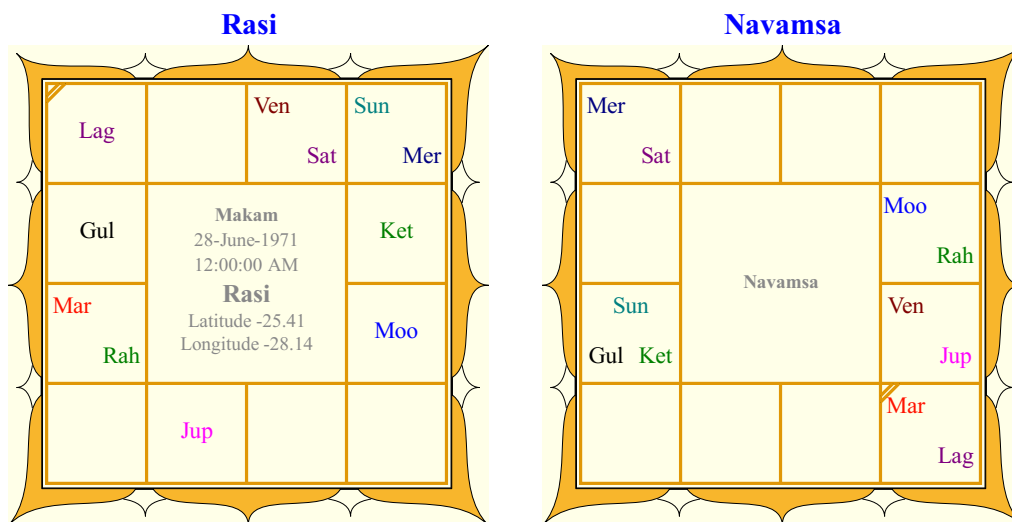 Rasi
Navamsa
Lag
Ven
Sat
Sun
Mer
Gul
Makam
28-June-1971
12:00:00 AM
Rasi
Latitude -25.41
Longitude -28.14
Ket
Mar
Rah
Moo
Jup
Mer
Sat
Moo
Rah
Navamsa
Sun
Gul Ket
Ven
Jup
Mar
Lag